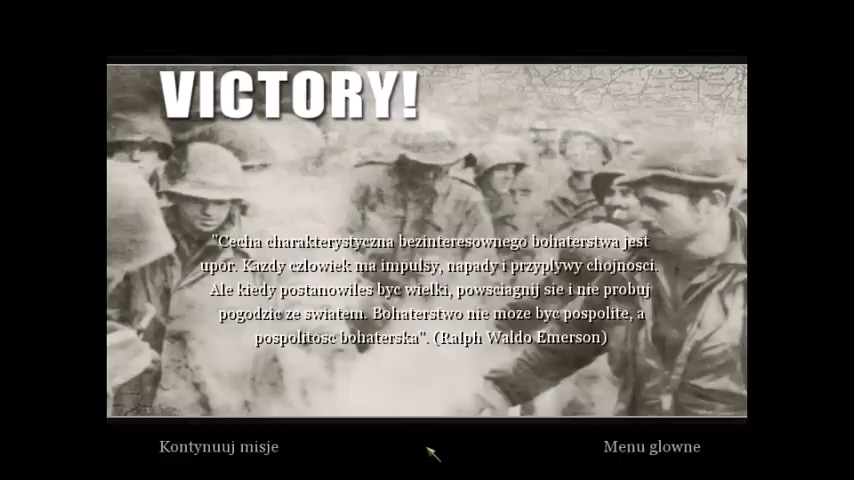 VICTORY!
"Cecha charakterystyczna bezinteresownego bohaterstwa jest
upor. Kazdy czlowiek ma impulsy, napady i przyplywy chojnosci.
Ale kiedy postanowiles byc wielki, powsciagnij sie i nie probuj
pogodzic ze swiatem. Bohaterstwo nie moze byc pospolite, a
pospolitosc bohaterska". (Ralph Waldo Emerson)
Kontynuuj misje
Menu glowne